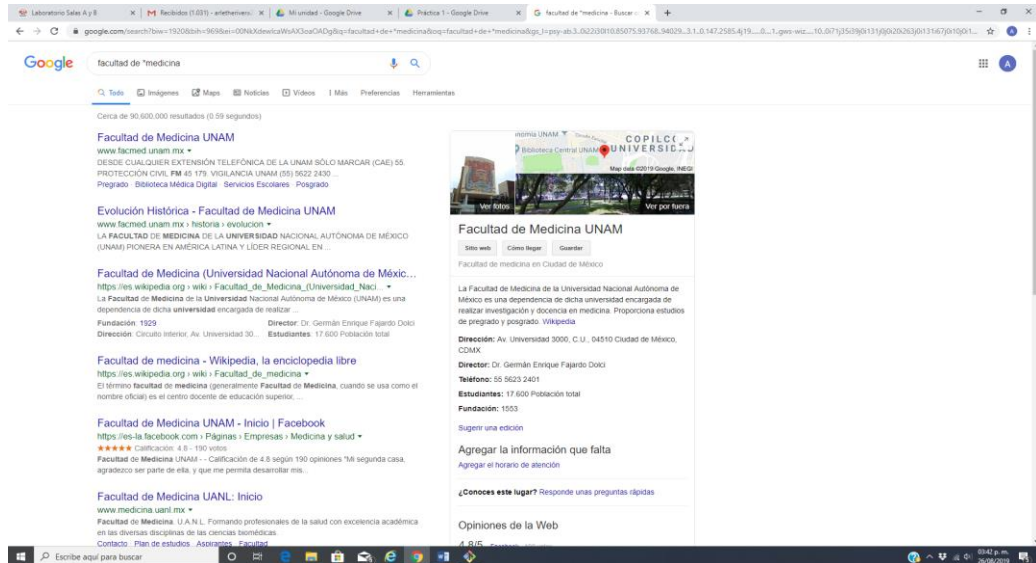 Laboratorio Salas A y B
Recibidos (1.031) - arletheriverc
Mi unidad - Google Drive
Práctica 1 - Google Drive
facultad de "medicina - Buscar
Google
facultad de "medicina
Todo Imágenes Maps Noticias Vídeos Más Preferencias Herramientas
Cerca de 90,600,000 resultados (0.59 segundos)
Facultad de Medicina UNAM
www.facmed.unam.mx
DESDE CUALQUIER EXTENSIÓN TELEFÓNICA DE LA UNAM SÓLO MARCAR (CAE) 55.
PROTECCIÓN CIVIL, FM 45 179. VIGILANCIA UNAM (55) 5622 2430 ...
Pregrado · Biblioteca Médica Digital · Servicios Escolares · Posgrado
Evolución Histórica - Facultad de Medicina UNAM
www.facmed.unam.mx › historia › evolucion
LA FACULTAD DE MEDICINA DE LA UNIVERSIDAD NACIONAL AUTÓNOMA DE MÉXICO
(UNAM) PIONERA EN AMÉRICA LATINA Y LÍDER REGIONAL EN ...
Facultad de Medicina (Universidad Nacional Autónoma de Méxic...
https://es.wikipedia.org › wiki › Facultad_de_Medicina_(Universidad_Naci...
La Facultad de Medicina de la Universidad Nacional Autónoma de México (UNAM) es una
dependencia de dicha universidad encargada de realizar ...
Fundación: 1929 Director: Dr. Germán Enrique Fajardo Dolci
Dirección: Circuito Interior, Av. Universidad 30... Estudiantes: 17.600 Población total
Facultad de medicina - Wikipedia, la enciclopedia libre
https://es.wikipedia.org › wiki › Facultad_de_medicina
El término facultad de medicina (generalmente Facultad de Medicina, cuando se usa como el
nombre oficial) es el centro docente de educación superior, ...
Facultad de Medicina UNAM - Inicio | Facebook
https://es-la.facebook.com › Páginas › Empresas › Medicina y salud
Calificación: 4.8 - 190 votos
Facultad de Medicina UNAM - - Calificación de 4.8 según 190 opiniones "Mi segunda casa,
agradezco ser parte de ella, y que me permita desarrollar mis...
Facultad de Medicina UANL: Inicio
www.medicina.uanl.mx
Facultad de Medicina. U.A.N.L. Formando profesionales de la salud con excelencia académica
en las diversas disciplinas de las ciencias biomédicas.
Contacto · Plan de estudios · Aspirantes · Facultad
Biblioteca Central UNAM
COPILCO
UNIVERSIDAD
Map data ©2019 Google, INEGI
Ver fotos
Ver por fuera
Facultad de Medicina UNAM
Sitio web Cómo llegar Guardar
Facultad de medicina en Ciudad de México
La Facultad de Medicina de la Universidad Nacional Autónoma de
México es una dependencia de dicha universidad encargada de
realizar investigación y docencia en medicina. Proporciona estudios
de pregrado y posgrado. Wikipedia
Dirección: Av. Universidad 3000, C.U., 04510 Ciudad de México,
CDMX
Director: Dr. Germán Enrique Fajardo Dolci
Teléfono: 55 5623 2401
Estudiantes: 17.600 Población total
Fundación: 1553
Sugerir una edición
Agregar la información que falta
Agregar el horario de atención
¿Conoces este lugar? Responde unas preguntas rápidas
Opiniones de la Web
4.8/5
Escribe aquí para buscar
03:42 p. m.
26/08/2019